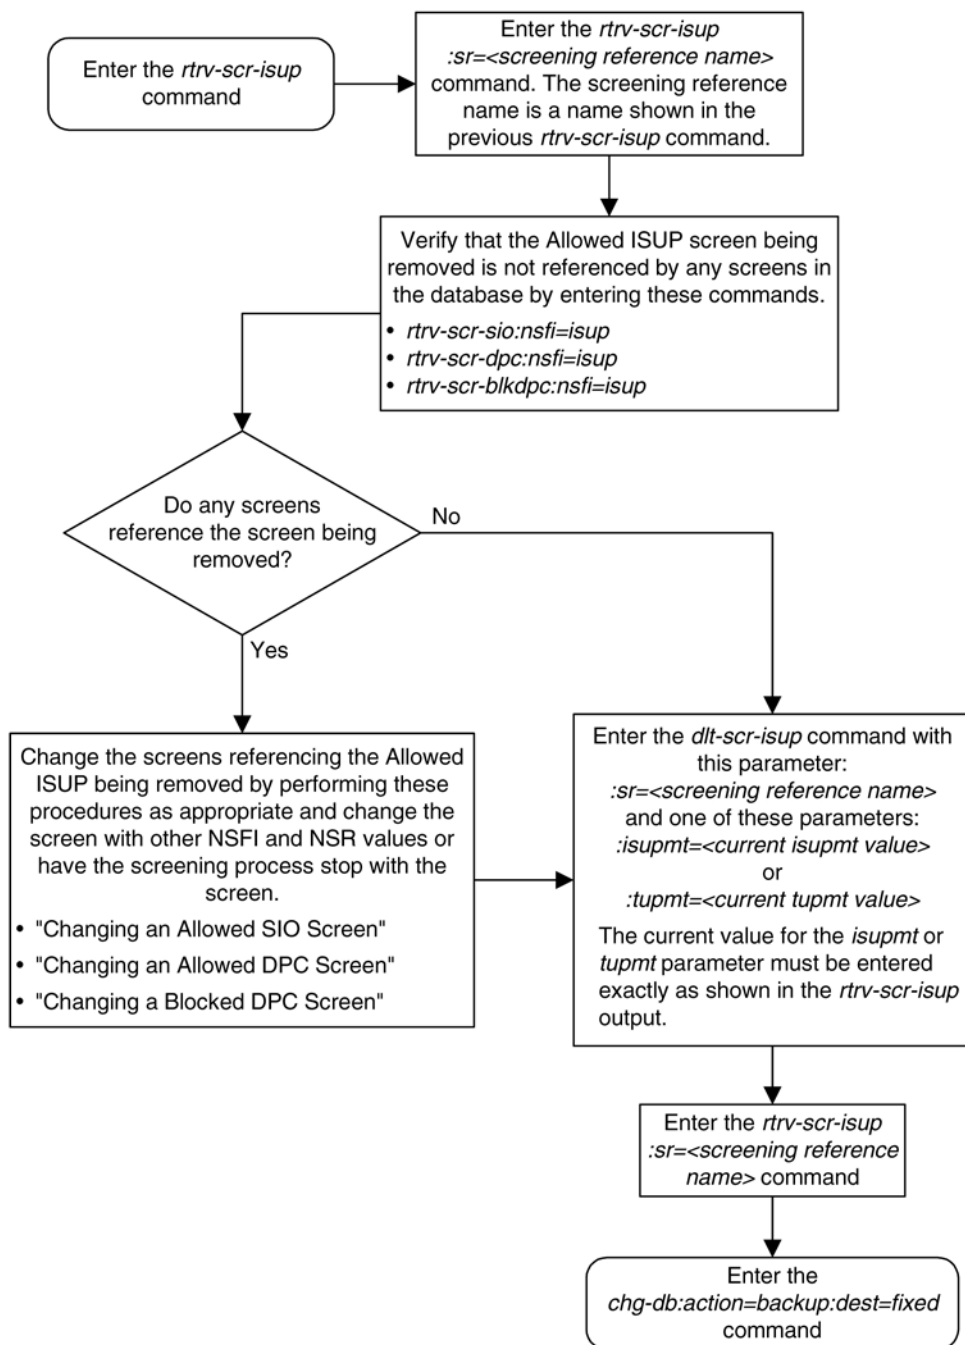 Enter the rtrv-scr-isup
command
Enter the rtrv-scr-isup
:sr=<screening reference name>
command. The screening reference
name is a name shown in the
previous rtrv-scr-isup command.
Verify that the Allowed ISUP screen being
removed is not referenced by any screens in
the database by entering these commands.
• rtrv-scr-sio:nsfi=isup
• rtrv-scr-dpc:nsfi=isup
• rtrv-scr-blkdpc:nsfi=isup
Do any screens
reference the screen being
removed?
No
Yes
Change the screens referencing the Allowed
ISUP being removed by performing these
procedures as appropriate and change the
screen with other NSFI and NSR values or
have the screening process stop with the
screen.
• "Changing an Allowed SIO Screen"
• "Changing an Allowed DPC Screen"
• "Changing a Blocked DPC Screen"
Enter the dlt-scr-isup command with
this parameter:
:sr=<screening reference name>
and one of these parameters:
:isupmt=<current isupmt value>
or
:tupmt=<current tupmt value>
The current value for the isupmt or
tupmt parameter must be entered
exactly as shown in the rtrv-scr-isup
output.
Enter the rtrv-scr-isup
:sr=<screening reference
name> command
Enter the
chg-db:action=backup:dest=fixed
command